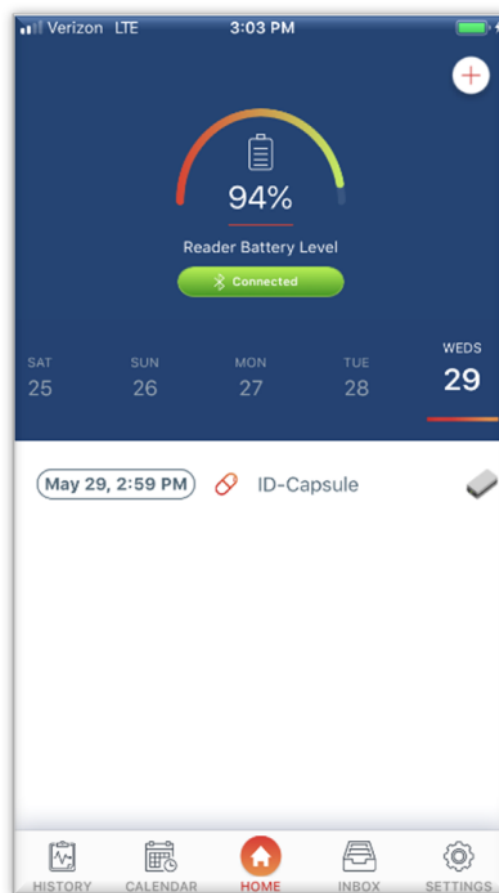 Verizon LTE 3:03 PM
94%
Reader Battery Level
Connected
SAT SUN MON TUE WEDS
25 26 27 28 29
May 29, 2:59 PM ID-Capsule
HISTORY CALENDAR HOME INBOX SETTINGS